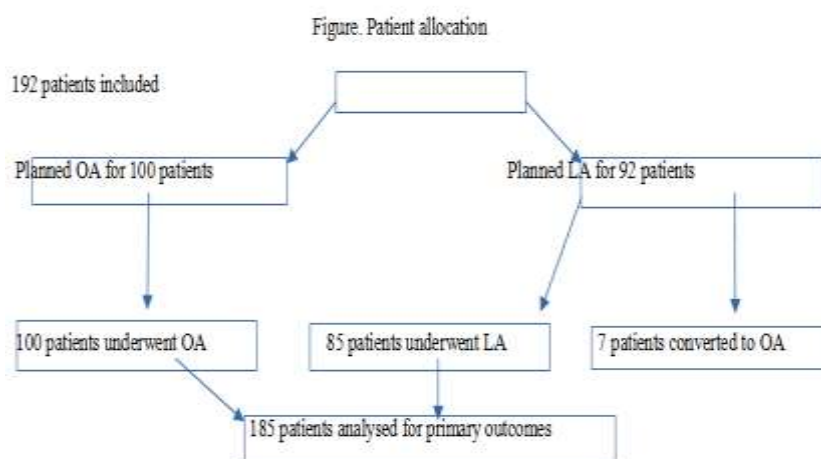 Figure. Patient allocation
192 patients included
Planned OA for 100 patients
Planned LA for 92 patients
100 patients underwent OA
85 patients underwent LA
7 patients converted to OA
185 patients analysed for primary outcomes